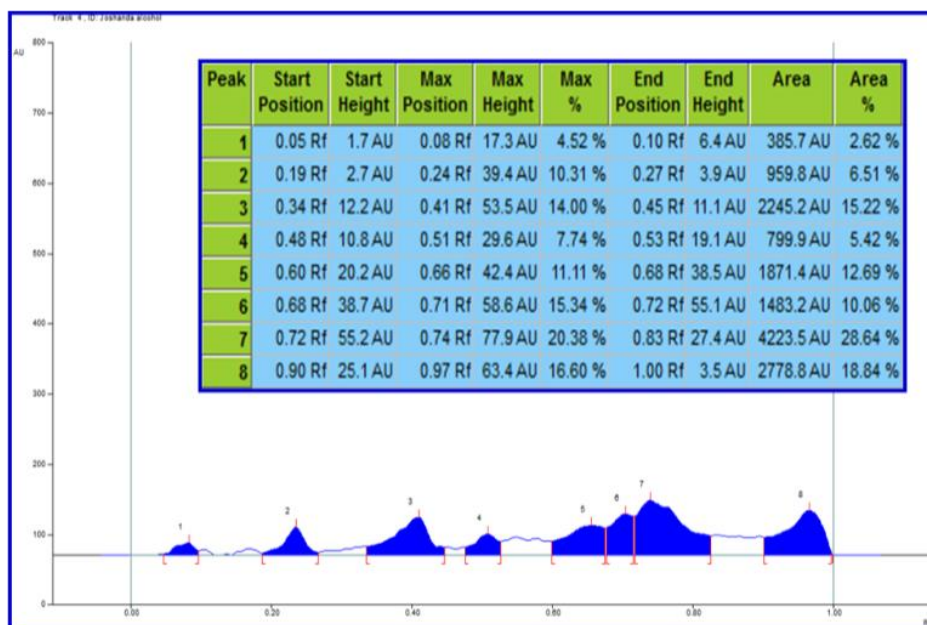 Track 4, ID: Joshanda alcohol
AU
800
700
600
500
400
300
200
100
0
Peak Start Position Start Height Max Position Max Height Max % End Position End Height Area Area %
1 0.05 Rf 1.7 AU 0.08 Rf 17.3 AU 4.52 % 0.10 Rf 6.4 AU 385.7 AU 2.62 %
2 0.19 Rf 2.7 AU 0.24 Rf 39.4 AU 10.31 % 0.27 Rf 3.9 AU 959.8 AU 6.51 %
3 0.34 Rf 12.2 AU 0.41 Rf 53.5 AU 14.00 % 0.45 Rf 11.1 AU 2245.2 AU 15.22 %
4 0.48 Rf 10.8 AU 0.51 Rf 29.6 AU 7.74 % 0.53 Rf 19.1 AU 799.9 AU 5.42 %
5 0.60 Rf 20.2 AU 0.66 Rf 42.4 AU 11.11 % 0.68 Rf 38.5 AU 1871.4 AU 12.69 %
6 0.68 Rf 38.7 AU 0.71 Rf 58.6 AU 15.34 % 0.72 Rf 55.1 AU 1483.2 AU 10.06 %
7 0.72 Rf 55.2 AU 0.74 Rf 77.9 AU 20.38 % 0.83 Rf 27.4 AU 4223.5 AU 28.64 %
8 0.90 Rf 25.1 AU 0.97 Rf 63.4 AU 16.60 % 1.00 Rf 3.5 AU 2778.8 AU 18.84 %
1 2 3 4 5 6 7 8
0.00 0.20 0.40 0.60 0.80 1.00